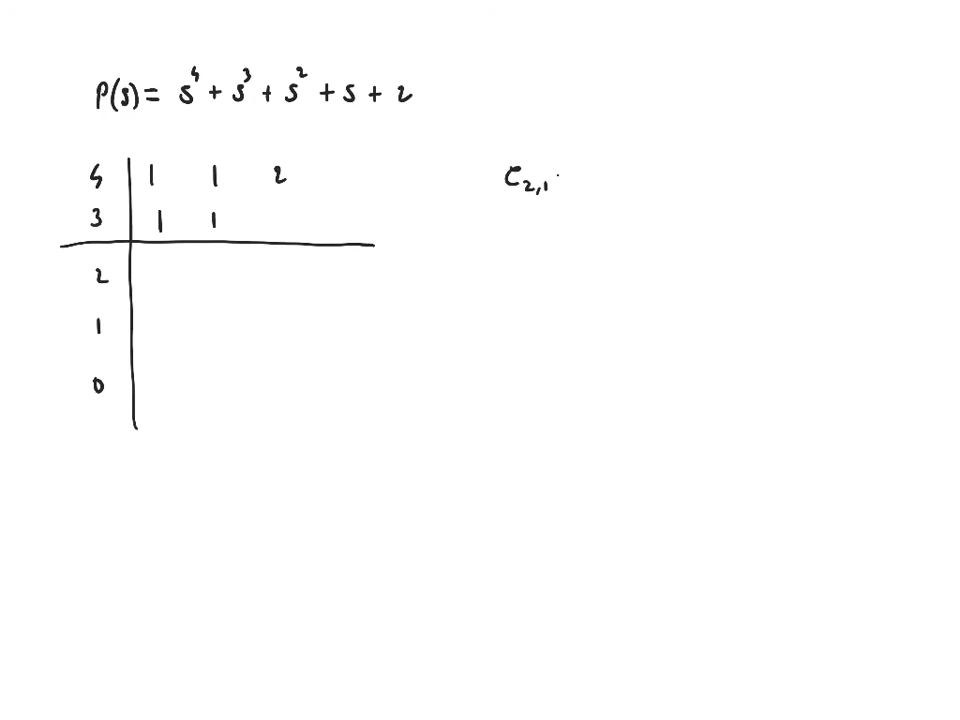 P(s) = s⁴ + s³ + s² + s + 2
4 1 1 2
3 1 1
2
1
0
C₂,₁